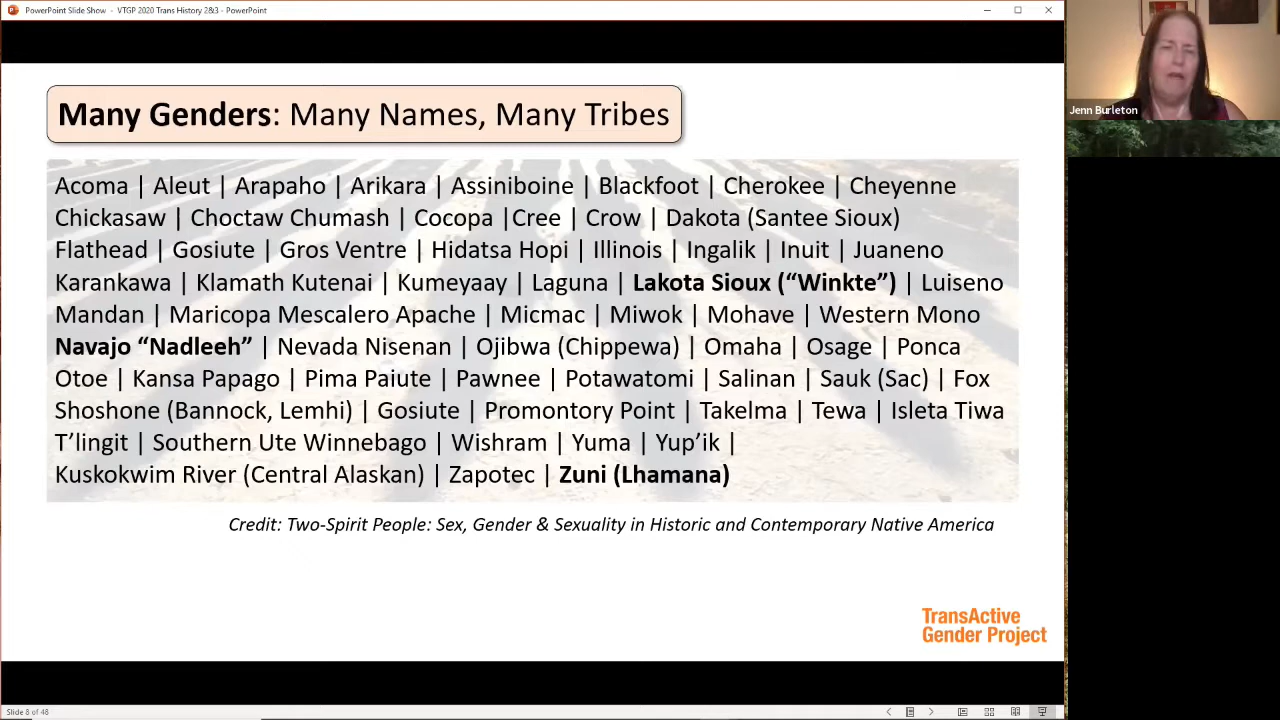 PowerPoint Slide Show - VTGP 2020 Trans History 2&3 - PowerPoint
Jenn Burleton
Many Genders: Many Names, Many Tribes
Acoma | Aleut | Arapaho | Arikara | Assiniboine | Blackfoot | Cherokee | Cheyenne
Chickasaw | Choctaw Chumash | Cocopa |Cree | Crow | Dakota (Santee Sioux)
Flathead | Gosiute | Gros Ventre | Hidatsa Hopi | Illinois | Ingalik | Inuit | Juaneno
Karankawa | Klamath Kutenai | Kumeyaay | Laguna | Lakota Sioux (“Winkte”) | Luiseno
Mandan | Maricopa Mescalero Apache | Micmac | Miwok | Mohave | Western Mono
Navajo “Nadleeh” | Nevada Nisenan | Ojibwa (Chippewa) | Omaha | Osage | Ponca
Otoe | Kansa Papago | Pima Paiute | Pawnee | Potawatomi | Salinan | Sauk (Sac) | Fox
Shoshone (Bannock, Lemhi) | Gosiute | Promontory Point | Takelma | Tewa | Isleta Tiwa
T’lingit | Southern Ute Winnebago | Wishram | Yuma | Yup’ik |
Kuskokwim River (Central Alaskan) | Zapotec | Zuni (Lhamana)
Credit: Two-Spirit People: Sex, Gender & Sexuality in Historic and Contemporary Native America
TransActive
Gender Project
Slide 8 of 48